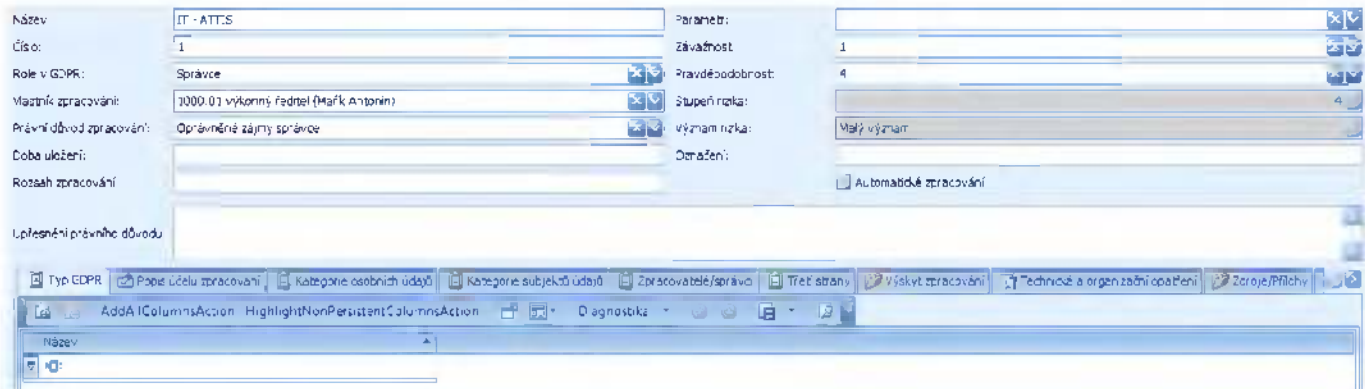 Název IT - ATTIS Parametr:
Číslo: 1 Závažnost 1
Role v GDPR: Správce Pravděpodobnost: 4
Vlastník zpracování: 1000.01 výkonný ředitel (Mařík Antonín) Stupeň rizika: 4
Právní důvod zpracování: Oprávněné zájmy správce Význam rizika: Malý význam
Doba uložení: Označení:
Rozsah zpracování Automatické zpracování
Upřesnění právního důvodu
Typ GDPR Popis účelu zpracování Kategorie osobních údajů Kategorie subjektů údajů Zpracovatelé/správci Třetí strany Výskyt zpracování Technická a organizační opatření Zdroje/Přílohy
AddAllColumnsAction HighlightNonPersistentColumnsAction Diagnostika
Název